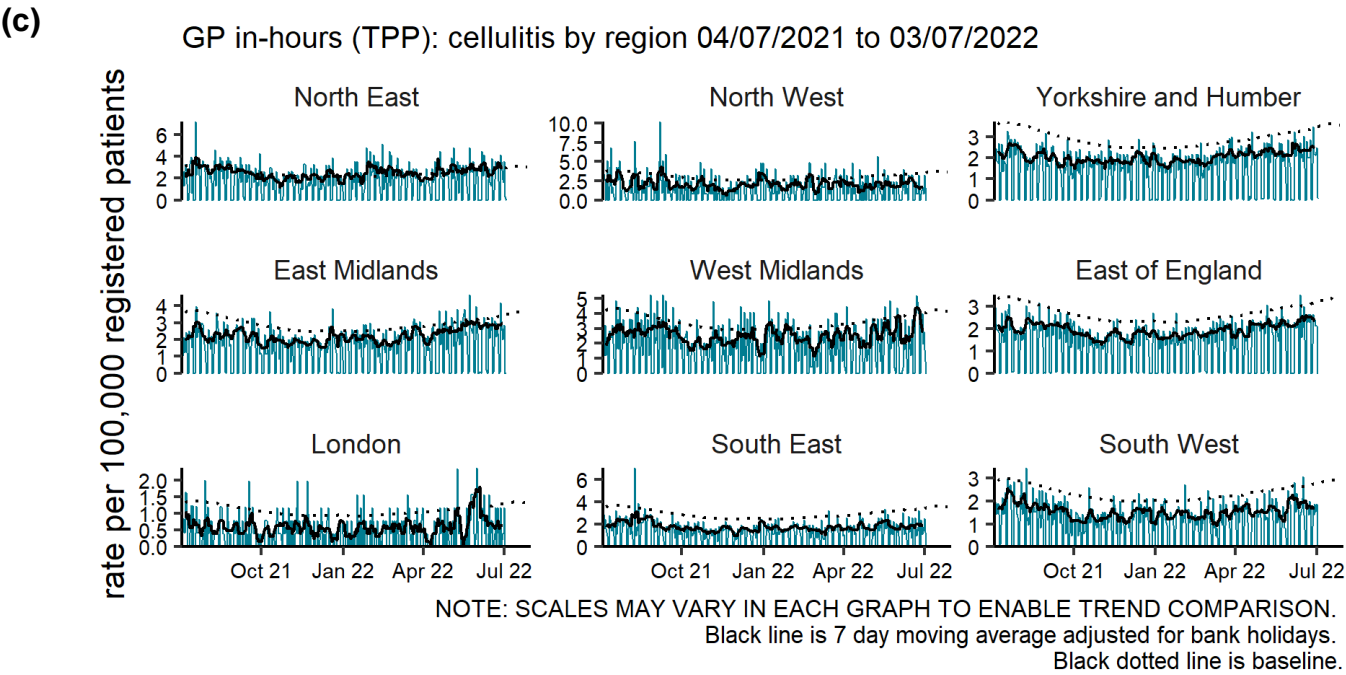 (c)
GP in-hours (TPP): cellulitis by region 04/07/2021 to 03/07/2022
rate per 100,000 registered patients
North East
6
4
2
0
North West
10.0
7.5
5.0
2.5
0.0
Yorkshire and Humber
3
2
1
0
East Midlands
4
3
2
1
0
West Midlands
5
4
3
2
1
0
East of England
3
2
1
0
London
2.0
1.5
1.0
0.5
0.0
Oct 21 Jan 22 Apr 22 Jul 22
South East
6
4
2
0
Oct 21 Jan 22 Apr 22 Jul 22
South West
3
2
1
0
Oct 21 Jan 22 Apr 22 Jul 22
NOTE: SCALES MAY VARY IN EACH GRAPH TO ENABLE TREND COMPARISON.
Black line is 7 day moving average adjusted for bank holidays.
Black dotted line is baseline.